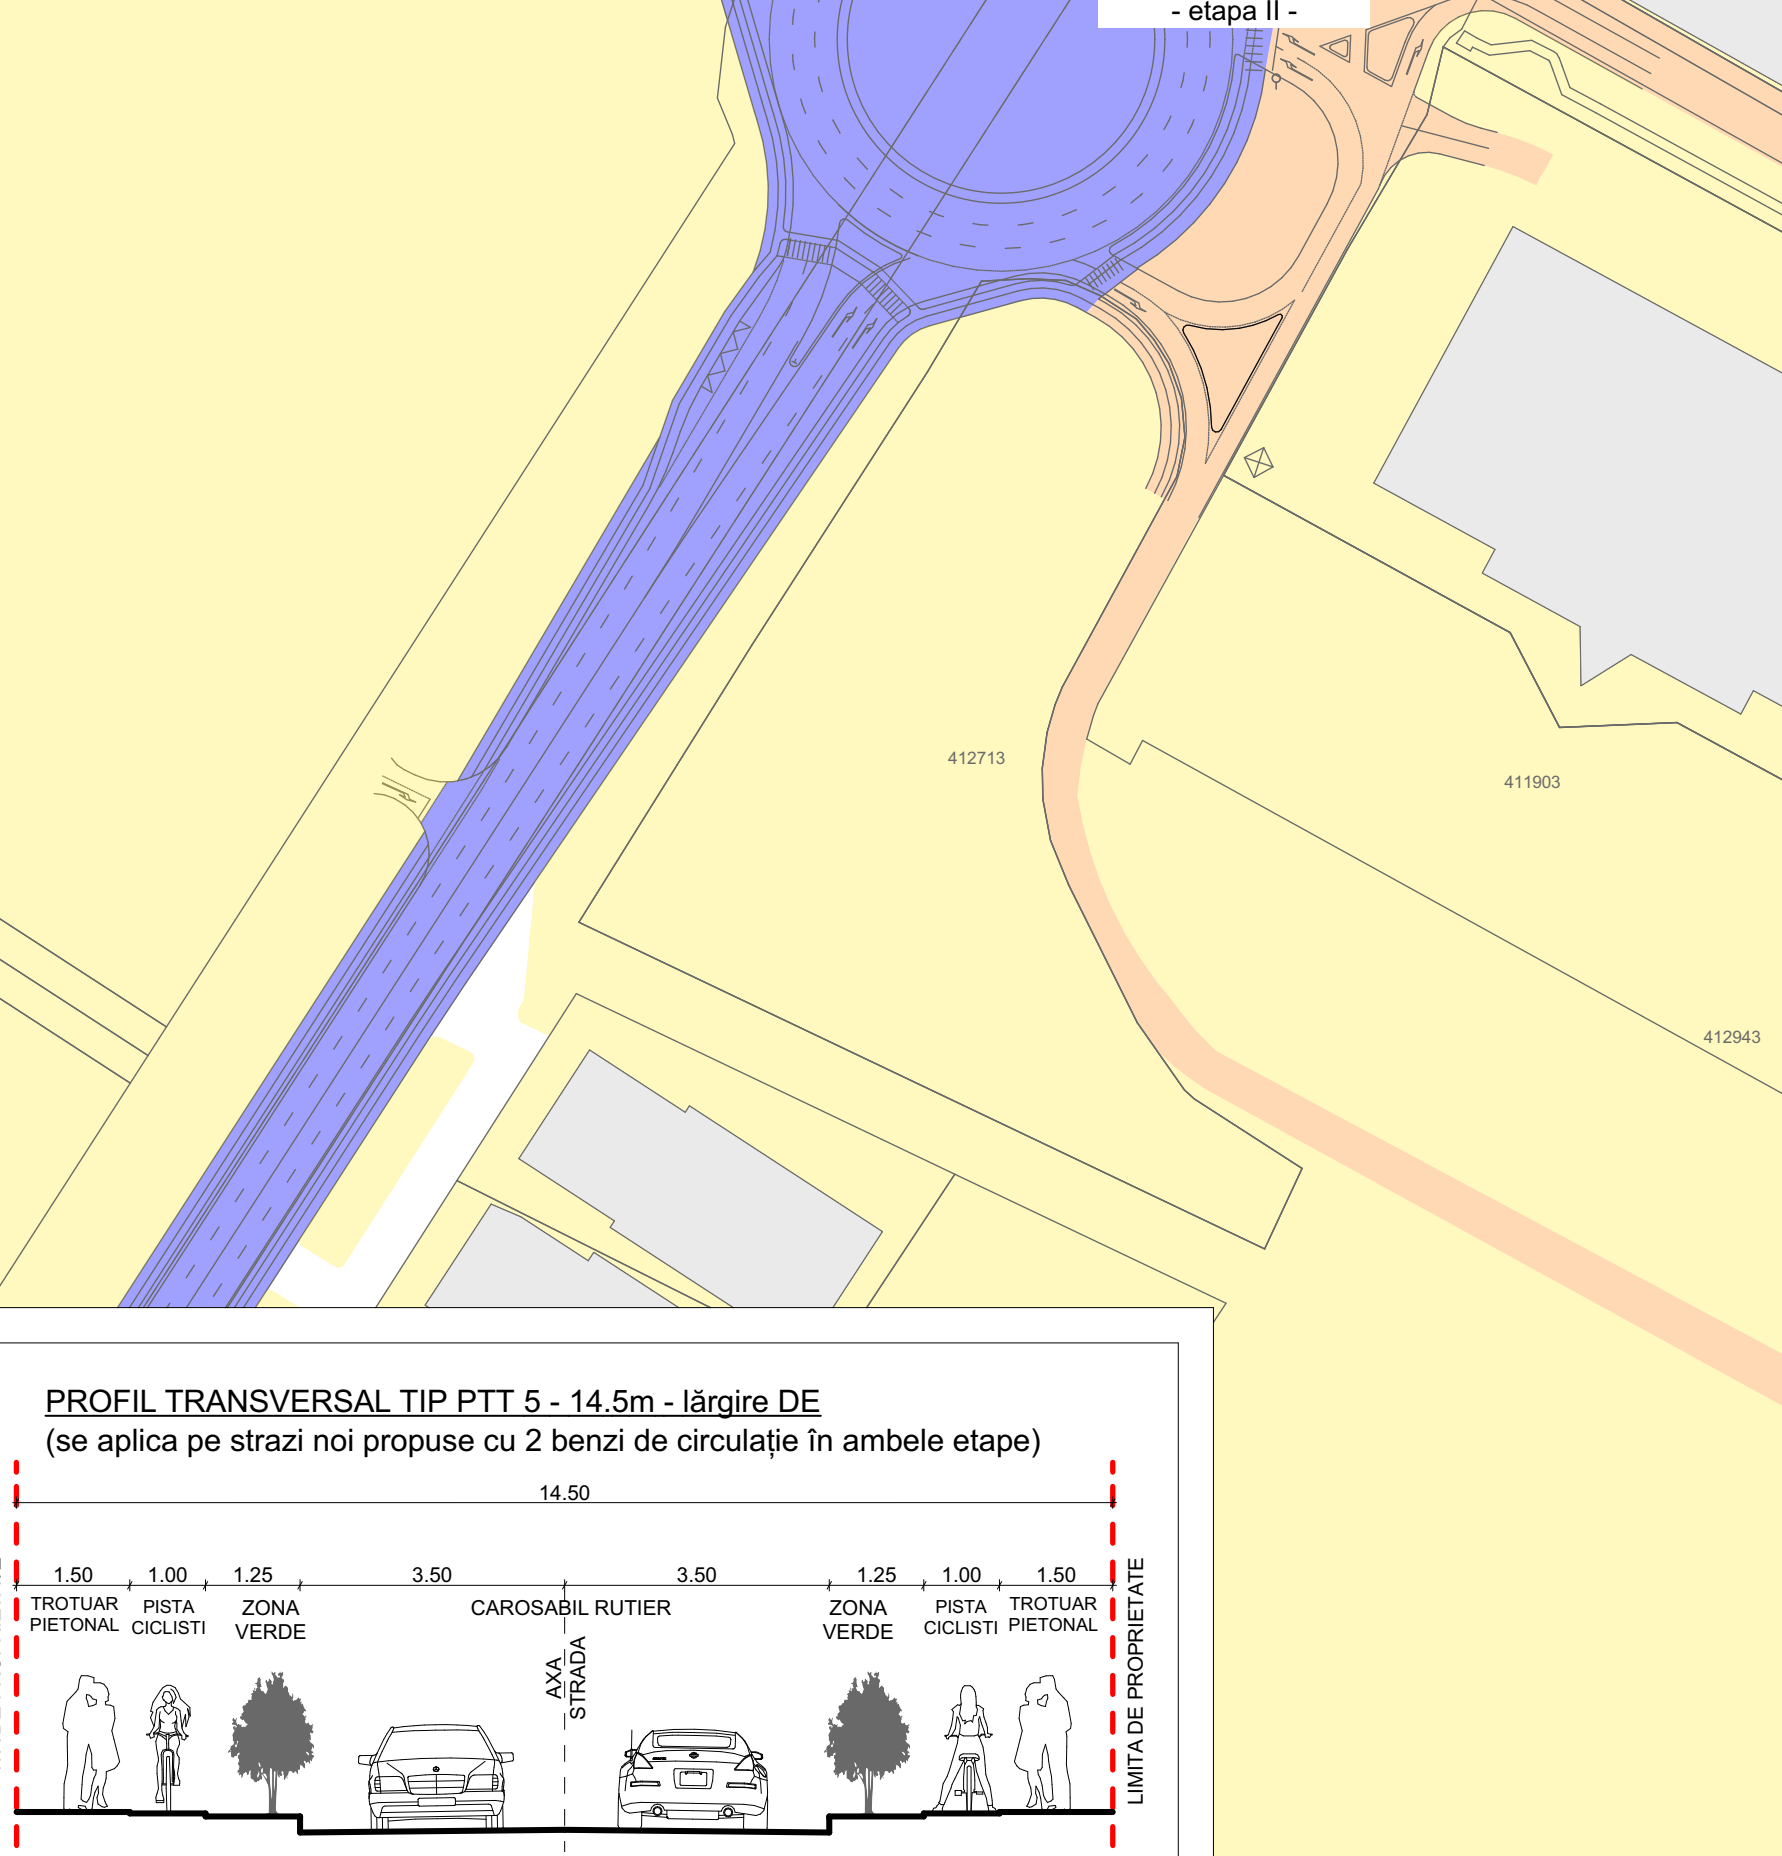 - etapa II -
412713
411903
412943
PROFIL TRANSVERSAL TIP PTT 5 - 14.5m - lărgire DE
(se aplica pe strazi noi propuse cu 2 benzi de circulație în ambele etape)
14.50
1.50 1.00 1.25 3.50 3.50 1.25 1.00 1.50
TROTUAR PIETONAL
PISTA CICLISTI
ZONA VERDE
CAROSABIL RUTIER
ZONA VERDE
PISTA CICLISTI
TROTUAR PIETONAL
AXA STRADA
LIMITA DE PROPRIETATE